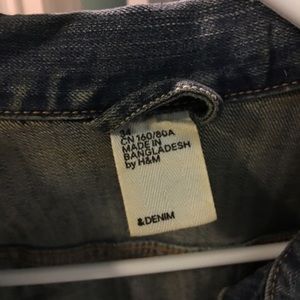 34
CN 160/80A
MADE IN
BANGLADESH
by H&M
&DENIM